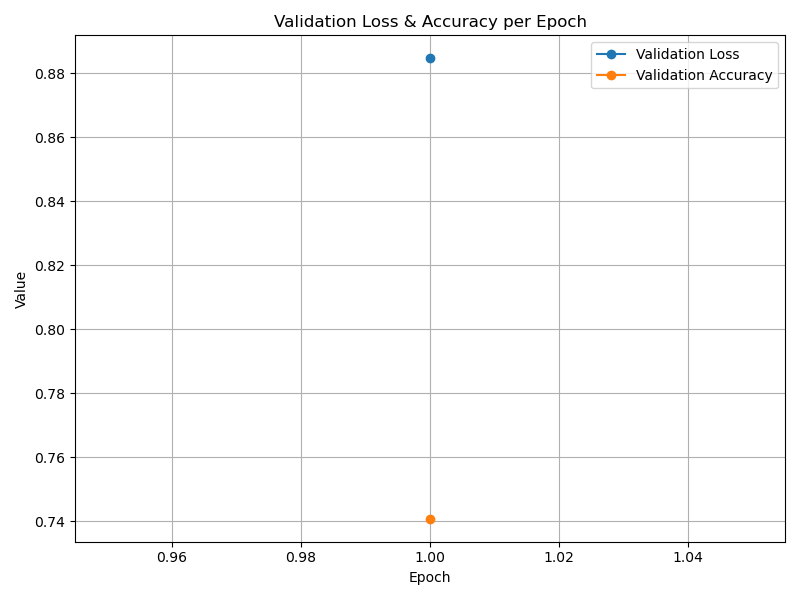 Validation Loss & Accuracy per Epoch
Validation Loss
Validation Accuracy
0.88
0.86
0.84
0.82
0.80
0.78
0.76
0.74
Value
0.96
0.98
1.00
1.02
1.04
Epoch